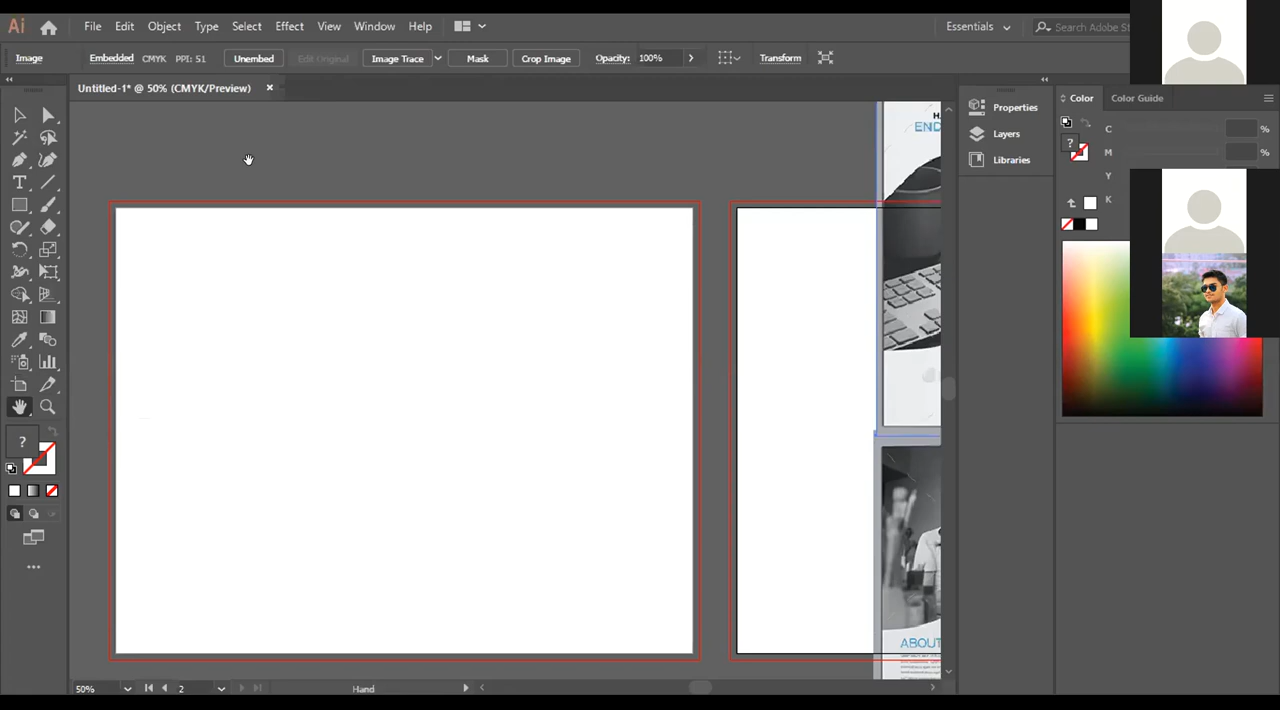 Ai File Edit Object Type Select Effect View Window Help Essentials Search Adobe St
Image Embedded CMYK PPI: 51 Unembed Edit Original Image Trace Mask Crop Image Opacity: 100% Transform
Untitled-1* @ 50% (CMYK/Preview)
Properties
Layers
Libraries
Color Color Guide
C %
M %
Y
K
?
?
END
ABOUT
50% 2 Hand